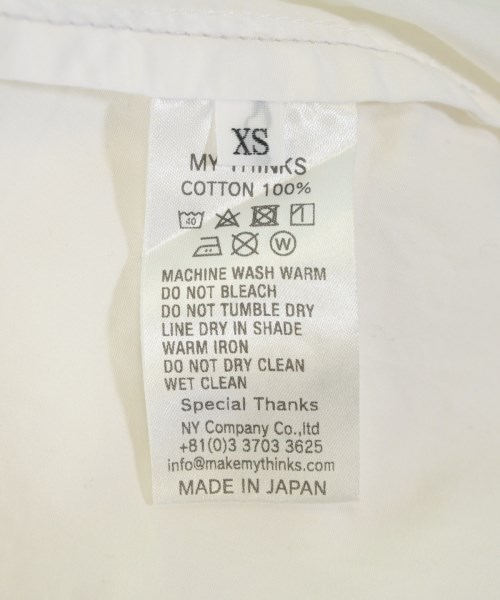 XS
MY THINKS
COTTON 100%
40
W
MACHINE WASH WARM
DO NOT BLEACH
DO NOT TUMBLE DRY
LINE DRY IN SHADE
WARM IRON
DO NOT DRY CLEAN
WET CLEAN
Special Thanks
NY Company Co.,ltd
+81(0)3 3703 3625
info@makemythinks.com
MADE IN JAPAN